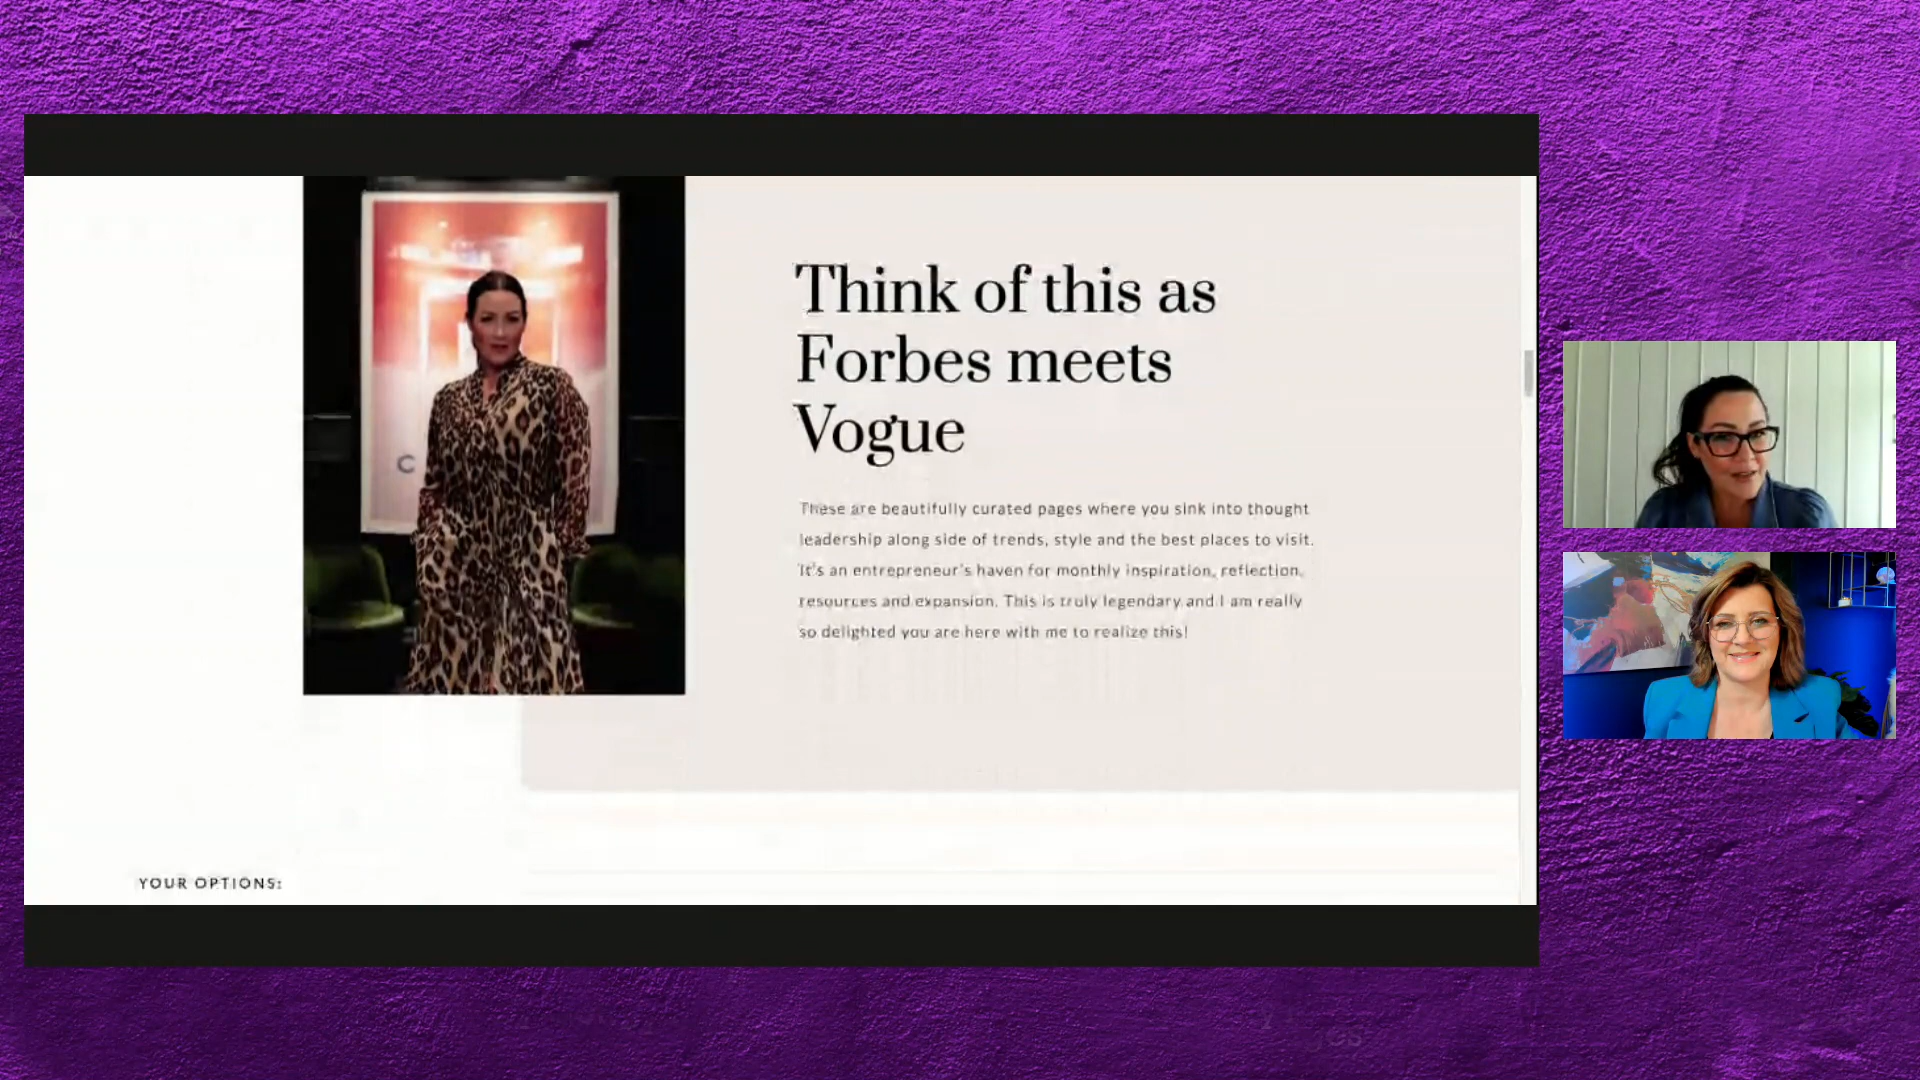 Think of this as
Forbes meets
Vogue
These are beautifully curated pages where you sink into thought
leadership along side of trends, style and the best places to visit.
It's an entrepreneur's haven for monthly inspiration, reflection,
resources and expansion. This is truly legendary and I am really
so delighted you are here with me to realize this!
C
YOUR OPTIONS: